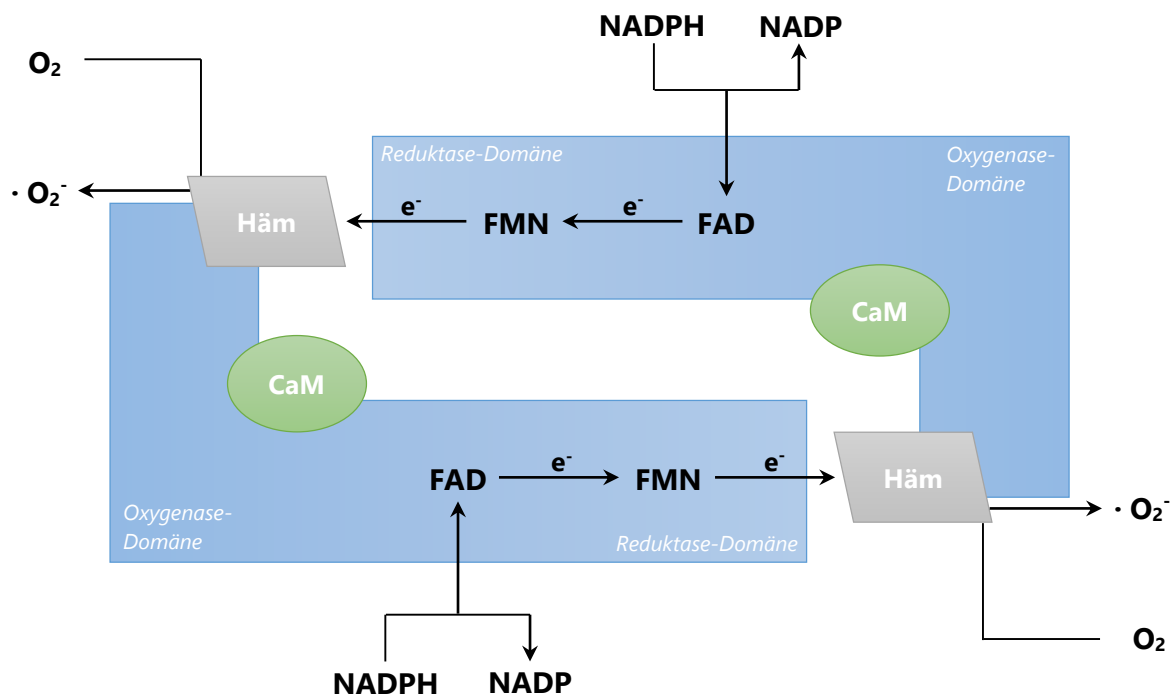 NADPH NADP
O₂
Reduktase-Domäne
Oxygenase-
Domäne
· O₂⁻
Häm
e⁻
FMN
e⁻
FAD
CaM
CaM
FAD
e⁻
FMN
e⁻
Häm
Oxygenase-
Domäne
Reduktase-Domäne
· O₂⁻
O₂
NADPH NADP